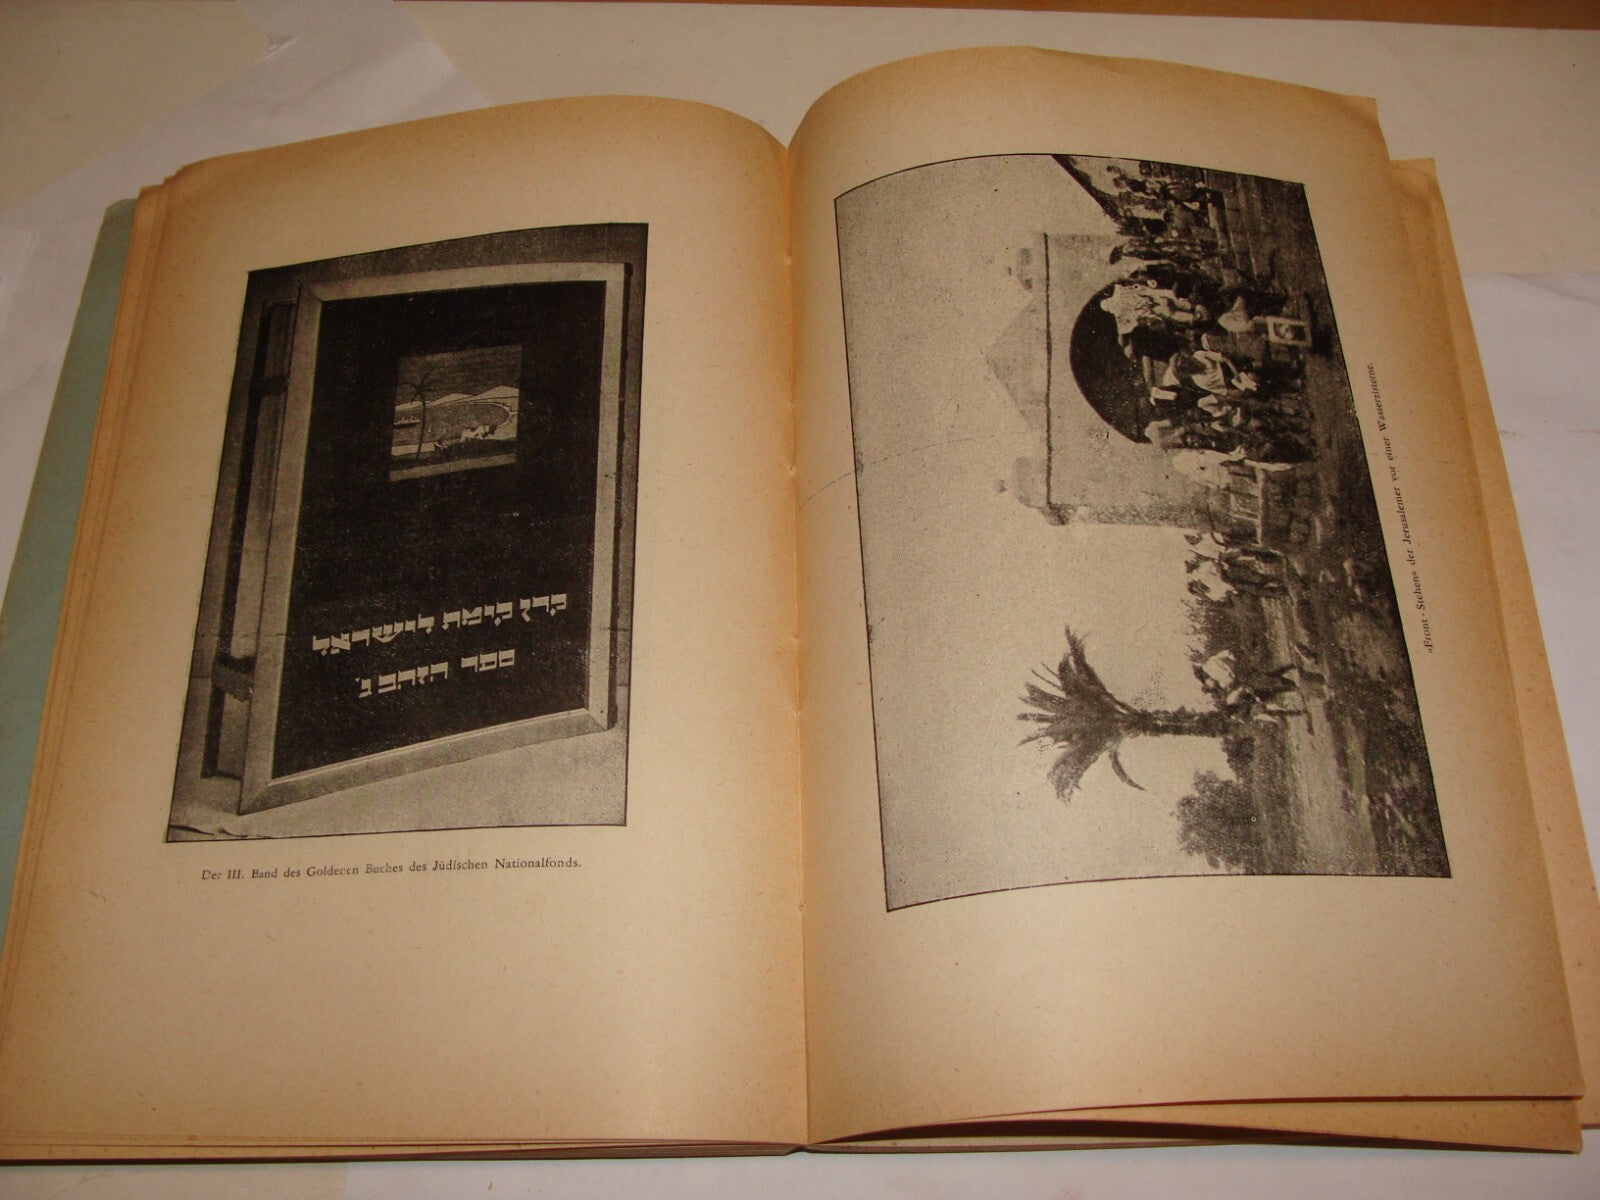 קרן קימת לישראל
ספר הזהב ג.
Der III. Band des Goldenen Buches des Jüdischen Nationalfonds.
»Front-Stehen« der Jerusalemer vor einer Wasserzisterne.